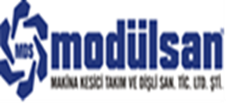 MDS
modülsan®
MAKİNA KESİCİ TAKIM VE DİŞLİ SAN. TİC. LTD. ŞTİ.